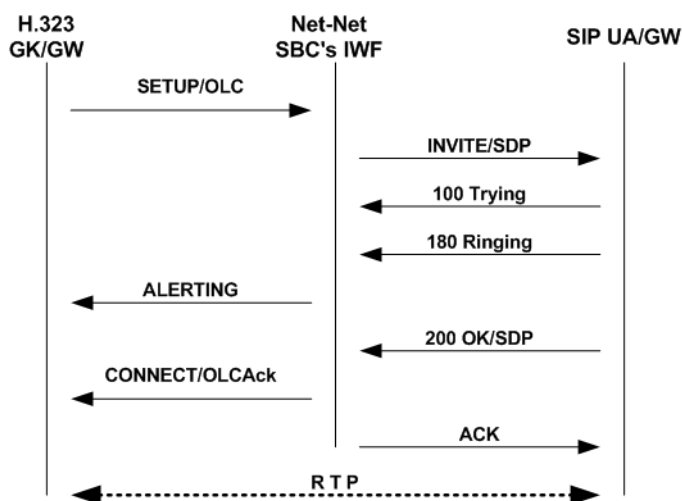 H.323
GK/GW
Net-Net
SBC's IWF
SIP UA/GW
SETUP/OLC
INVITE/SDP
100 Trying
180 Ringing
ALERTING
200 OK/SDP
CONNECT/OLCAck
ACK
R T P